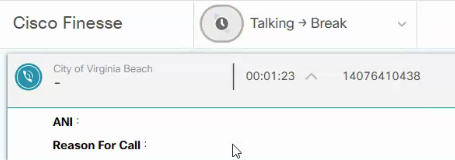 Cisco Finesse
Talking → Break
City of Virginia Beach
-
00:01:23
14076410438
ANI :
Reason For Call :